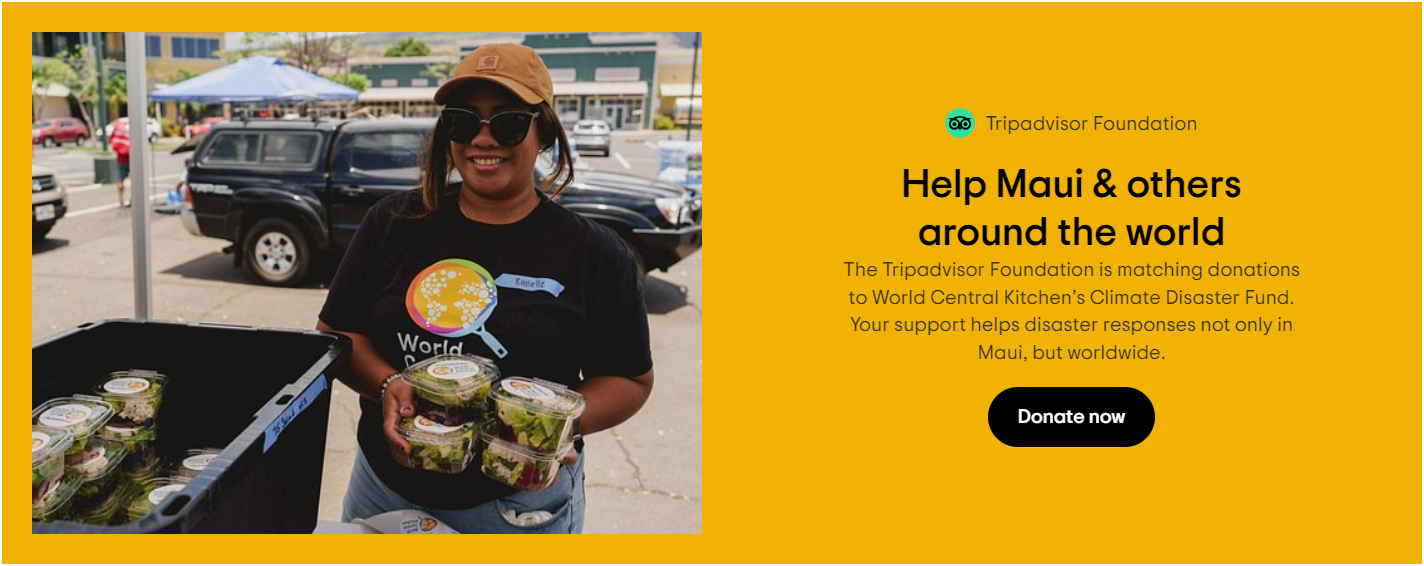 Tripadvisor Foundation
Help Maui & others
around the world
The Tripadvisor Foundation is matching donations
to World Central Kitchen’s Climate Disaster Fund.
Your support helps disaster responses not only in
Maui, but worldwide.
Donate now
World